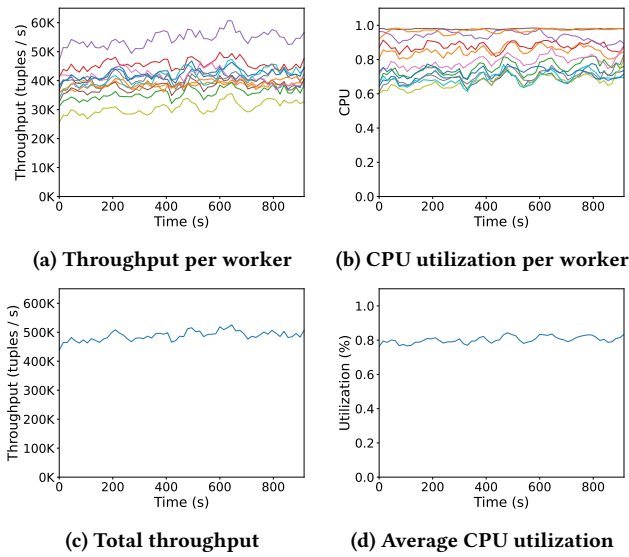 Throughput (tuples / s)
60K
50K
40K
30K
20K
10K
0K
0 200 400 600 800
Time (s)
(a) Throughput per worker
CPU
1.0
0.8
0.6
0.4
0.2
0.0
0 200 400 600 800
Time (s)
(b) CPU utilization per worker
Throughput (tuples / s)
600K
500K
400K
300K
200K
100K
0K
0 200 400 600 800
Time (s)
(c) Total throughput
Utilization (%)
1.0
0.8
0.6
0.4
0.2
0.0
0 200 400 600 800
Time (s)
(d) Average CPU utilization